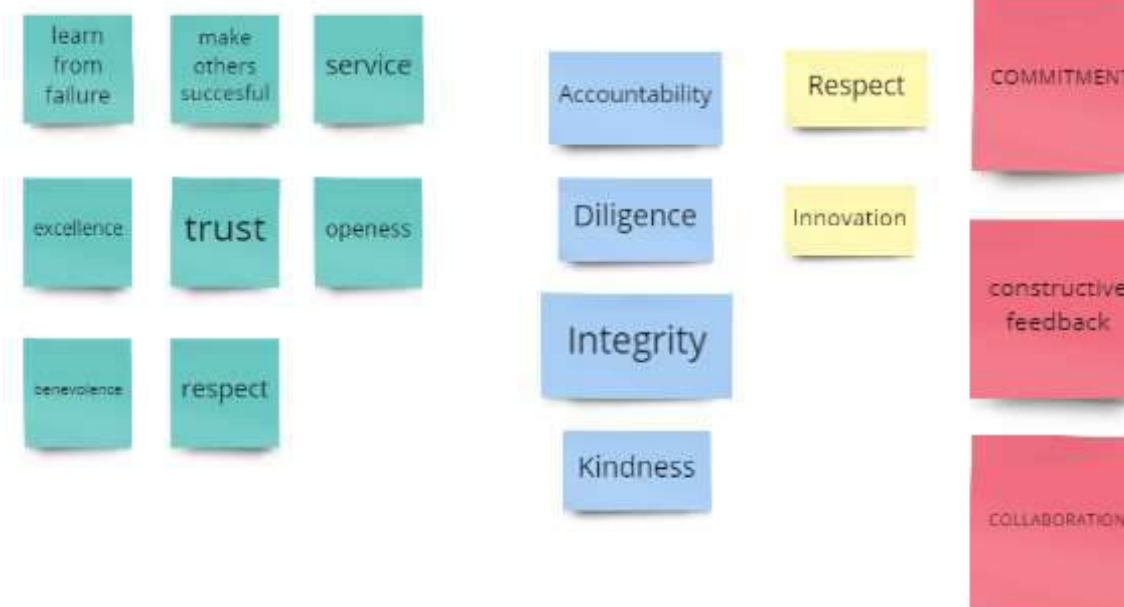 learn
from
failure
make
others
succesful
service
excellence
trust
openess
benevolence
respect
Accountability
Diligence
Integrity
Kindness
Respect
Innovation
COMMITMENT
constructive
feedback
COLLABORATION